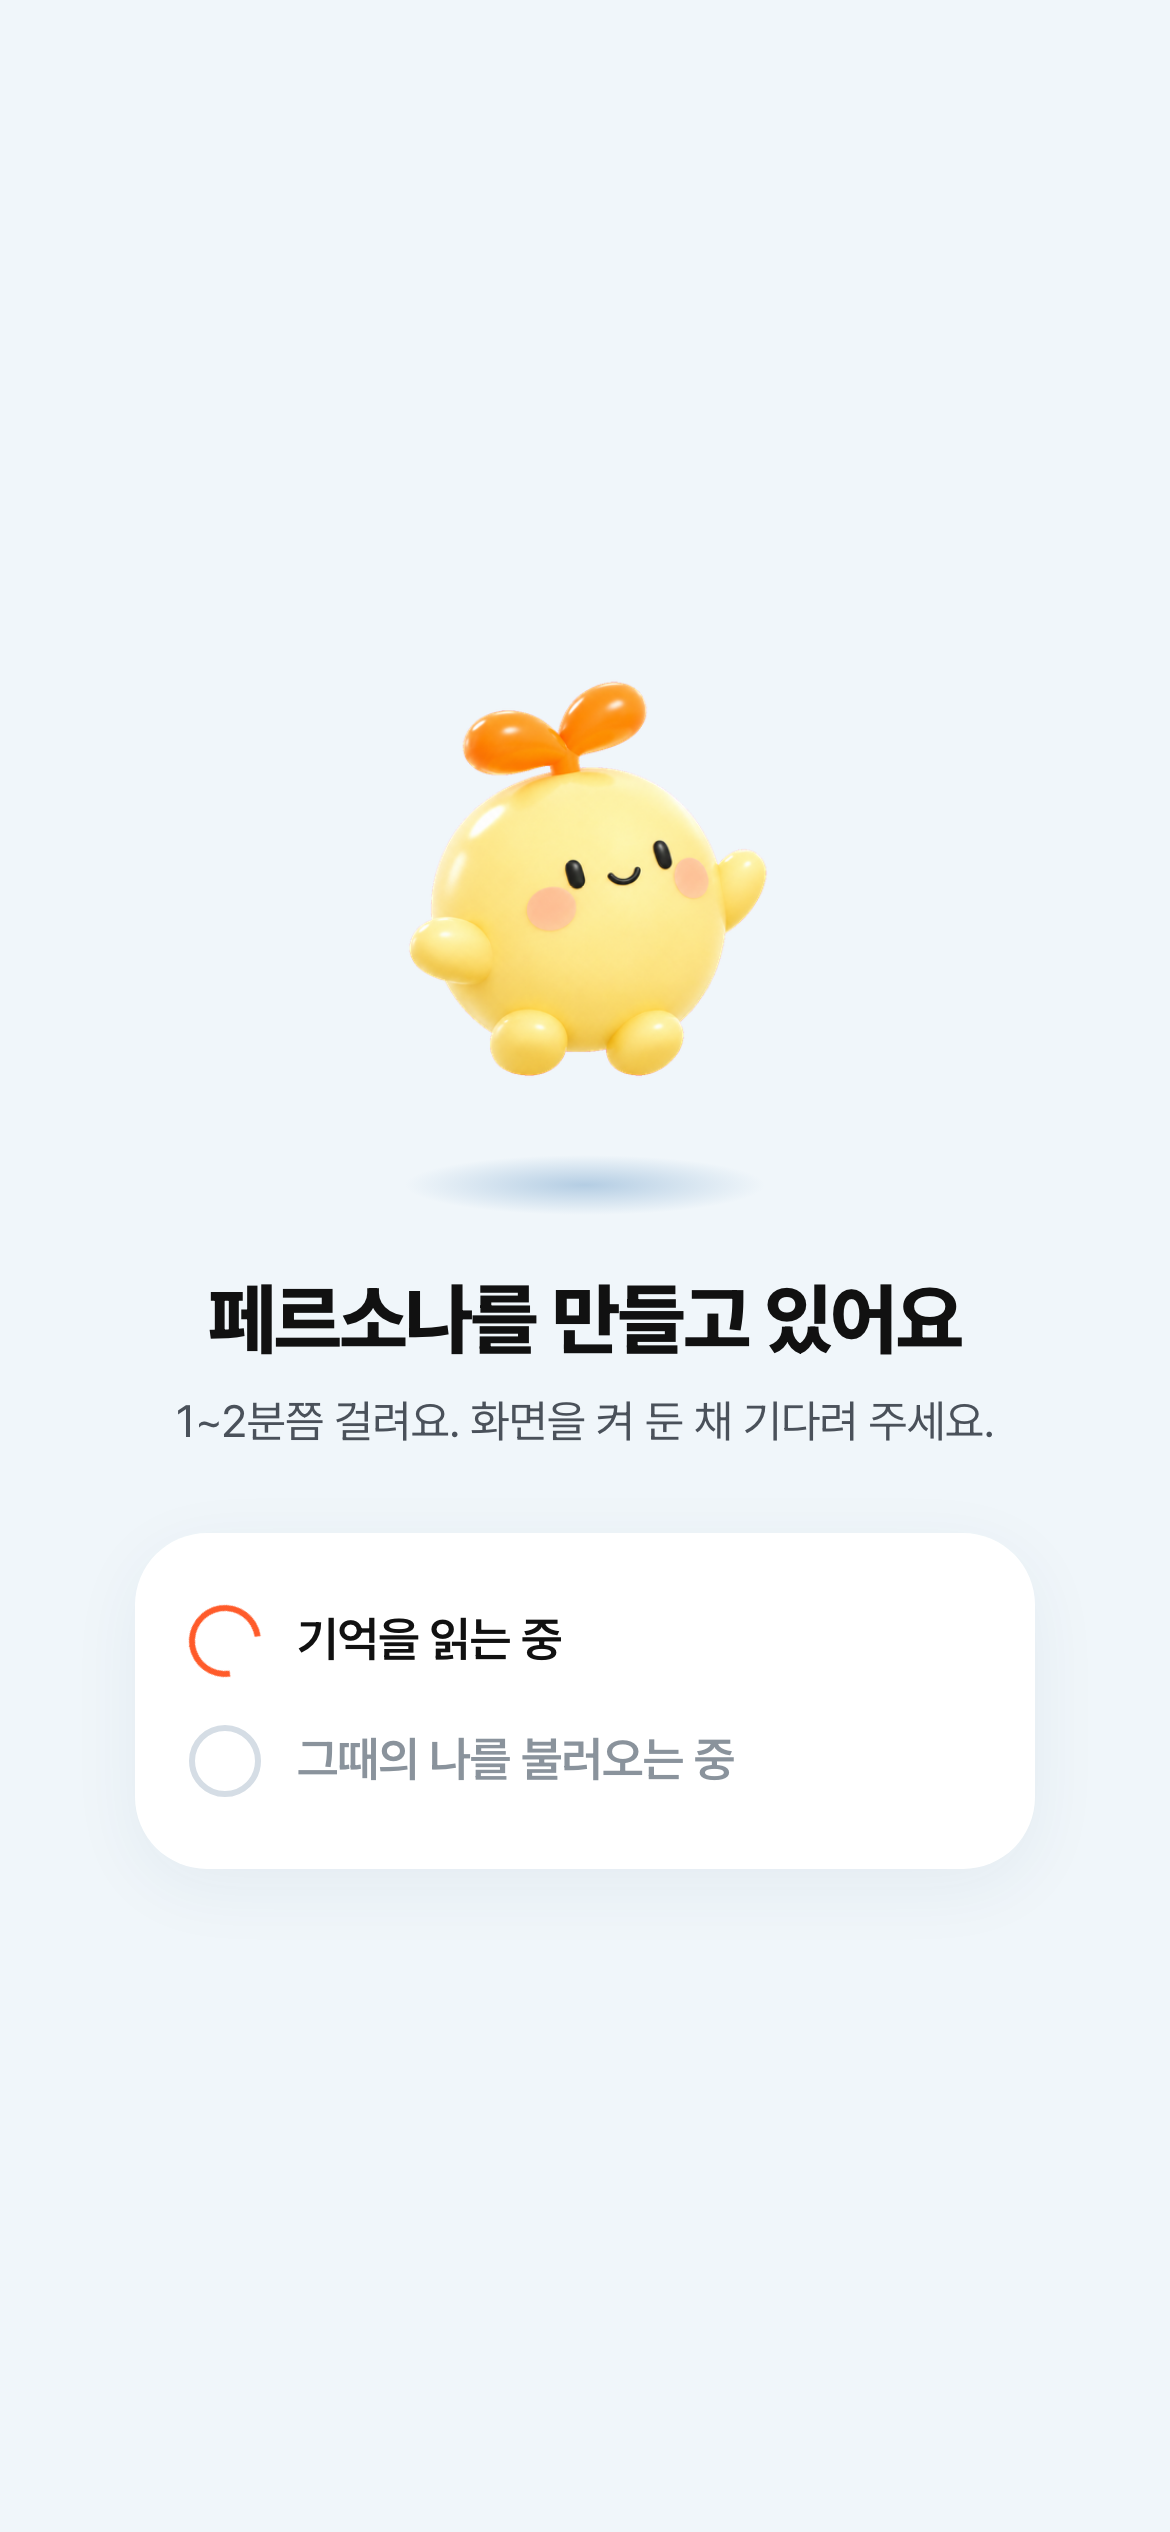 페르소나를 만들고 있어요
1~2분쯤 걸려요. 화면을 켜 둔 채 기다려 주세요.
기억을 읽는 중
그때의 나를 불러오는 중